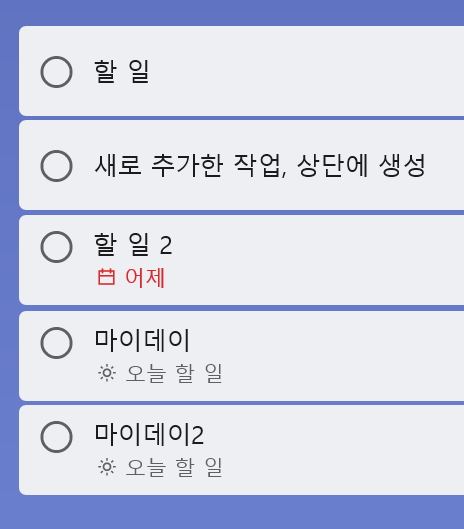 할 일
새로 추가한 작업, 상단에 생성
할 일 2
어제
마이데이
오늘 할 일
마이데이2
오늘 할 일